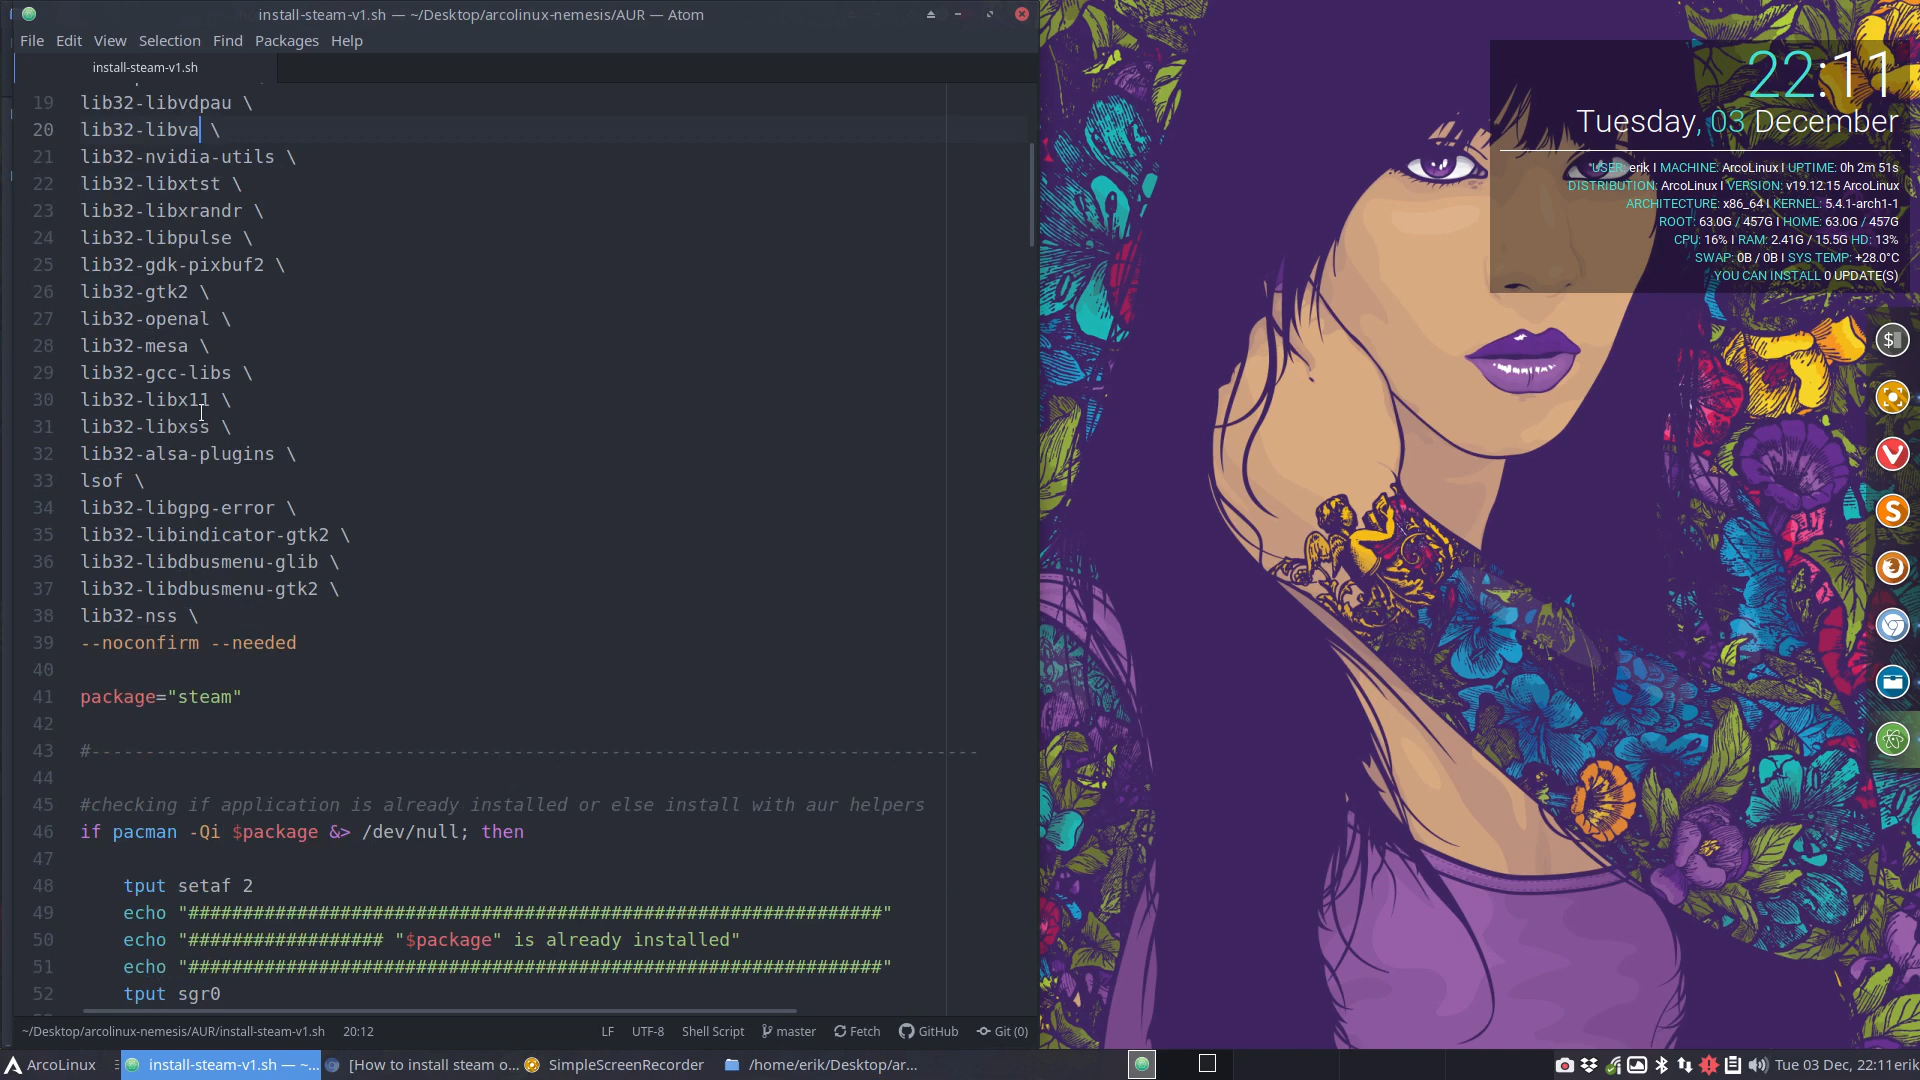 install-steam-v1.sh — ~/Desktop/arcolinux-nemesis/AUR — Atom
File Edit View Selection Find Packages Help
install-steam-v1.sh
19 lib32-libvdpau \
20 lib32-libva \
21 lib32-nvidia-utils \
22 lib32-libxtst \
23 lib32-libxrandr \
24 lib32-libpulse \
25 lib32-gdk-pixbuf2 \
26 lib32-gtk2 \
27 lib32-openal \
28 lib32-mesa \
29 lib32-gcc-libs \
30 lib32-libx11 \
31 lib32-libxss \
32 lib32-alsa-plugins \
33 lsof \
34 lib32-libgpg-error \
35 lib32-libindicator-gtk2 \
36 lib32-libdbusmenu-glib \
37 lib32-libdbusmenu-gtk2 \
38 lib32-nss \
39 --noconfirm --needed
40
41 package="steam"
42
43 #----------------------------------------------------------------------------------
44
45 #checking if application is already installed or else install with aur helpers
46 if pacman -Qi $package &> /dev/null; then
47
48 tput setaf 2
49 echo "################################################################"
50 echo "################## "$package" is already installed"
51 echo "################################################################"
52 tput sgr0
~/Desktop/arcolinux-nemesis/AUR/install-steam-v1.sh 20:12 LF UTF-8 Shell Script master Fetch GitHub Git (0)
22:11
Tuesday, 03 December
USER: erik I MACHINE: ArcoLinux I UPTIME: 0h 2m 51s
DISTRIBUTION: ArcoLinux I VERSION: v19.12.15 ArcoLinux
ARCHITECTURE: x86_64 I KERNEL: 5.4.1-arch1-1
ROOT: 63.0G / 457G I HOME: 63.0G / 457G
CPU: 16% I RAM: 2.41G / 15.5G HD: 13%
SWAP: 0B / 0B I SYS TEMP: +28.0°C
YOU CAN INSTALL 0 UPDATE(S)
$
S
ArcoLinux install-steam-v1.sh — ~... [How to install steam o... SimpleScreenRecorder /home/erik/Desktop/ar... Tue 03 Dec, 22:11 erik